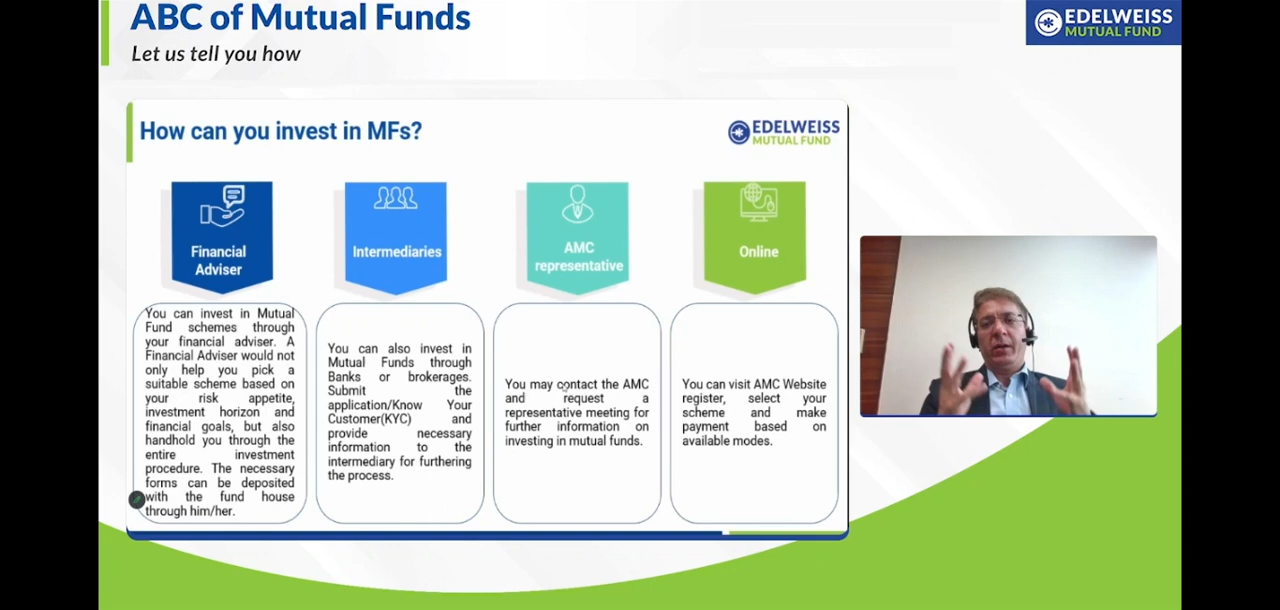 ABC of Mutual Funds
Let us tell you how
EDELWEISS
MUTUAL FUND
How can you invest in MFs?
EDELWEISS
MUTUAL FUND
Financial
Adviser
You can invest in Mutual
Fund schemes through
your financial adviser. A
Financial Adviser would not
only help you pick a
suitable scheme based on
your risk appetite,
investment horizon and
financial goals, but also
handhold you through the
entire investment
procedure. The necessary
forms can be deposited
with the fund house
through him/her.
Intermediaries
You can also invest in
Mutual Funds through
Banks or brokerages.
Submit the
application/Know Your
Customer(KYC) and
provide necessary
information to the
intermediary for furthering
the process.
AMC
representative
You may contact the AMC
and request a
representative meeting for
further information on
investing in mutual funds.
Online
You can visit AMC Website
register, select your
scheme and make
payment based on
available modes.